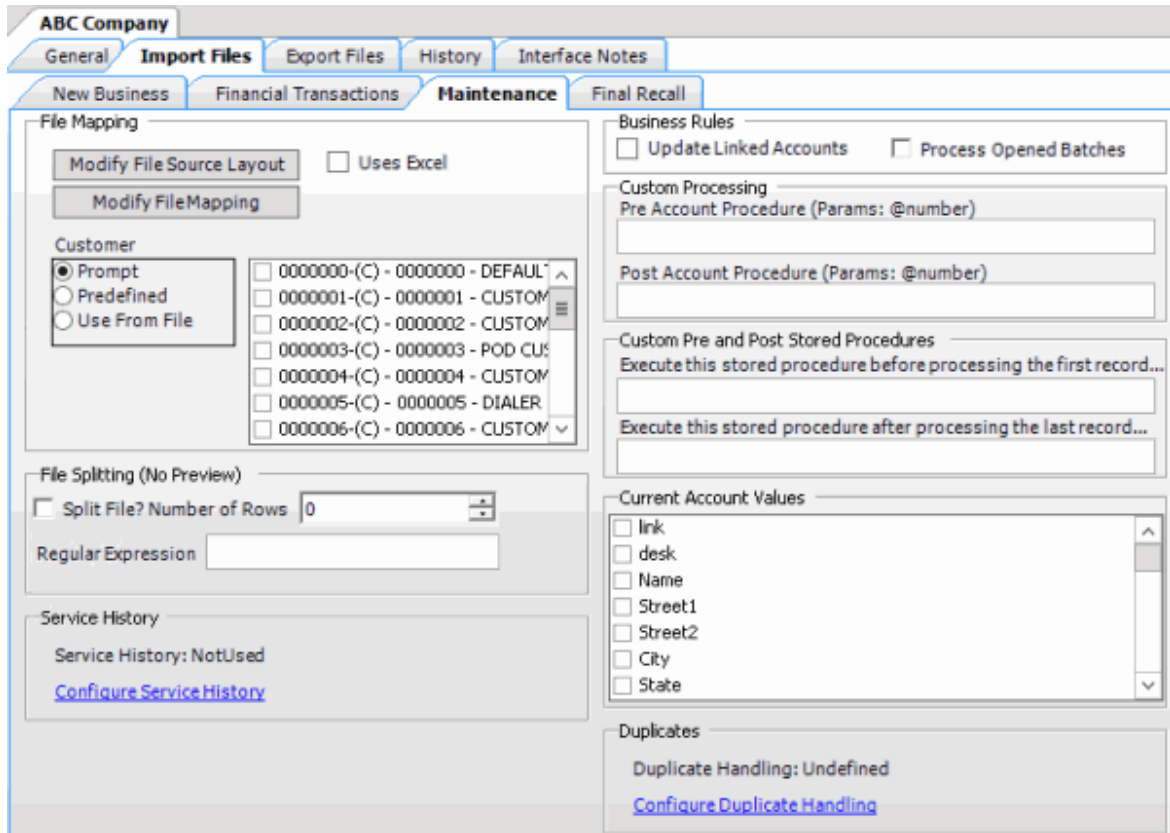 ABC Company
General Import Files Export Files History Interface Notes
New Business Financial Transactions Maintenance Final Recall
File Mapping
Modify File Source Layout
Uses Excel
Modify FileMapping
Customer
Prompt
Predefined
Use From File
0000000-(C) - 0000000 - DEFAULT
0000001-(C) - 0000001 - CUSTOM
0000002-(C) - 0000002 - CUSTOM
0000003-(C) - 0000003 - POD CUS
0000004-(C) - 0000004 - CUSTOM
0000005-(C) - 0000005 - DIALER
0000006-(C) - 0000006 - CUSTOM
File Splitting (No Preview)
Split File? Number of Rows 0
Regular Expression
Service History
Service History: NotUsed
Configure Service History
Business Rules
Update Linked Accounts
Process Opened Batches
Custom Processing
Pre Account Procedure (Params: @number)
Post Account Procedure (Params: @number)
Custom Pre and Post Stored Procedures
Execute this stored procedure before processing the first record...
Execute this stored procedure after processing the last record...
Current Account Values
link
desk
Name
Street1
Street2
City
State
Duplicates
Duplicate Handling: Undefined
Configure Duplicate Handling